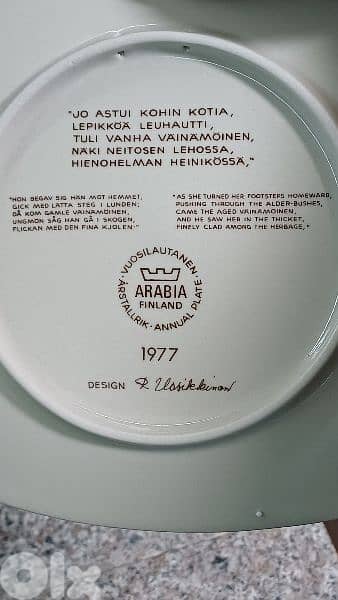 "JO ASTUI KOHIN KOTIA,
LEPIKKÖÄ LEUHAUTTI,
TULI VANHA VÄINÄMÖINEN,
NÄKI NEITOSEN LEHOSSA,
HIENOHELMAN HEINIKÖSSÄ,"
"HON BEGAV SIG HÄN MOT HEMMET,
GICK MED LÄTTA STEG I LUNDEN;
DÅ KOM GAMLE VÄINÄMÖINEN,
UNGMÖN SÅG HAN GÅ I SKOGEN,
FLICKAN MED DEN FINA KJOLEN:"
"AS SHE TURNED HER FOOTSTEPS HOMEWARD,
PUSHING THROUGH THE ALDER-BUSHES,
CAME THE AGED VÄINÄMÖINEN,
AND HE SAW HER IN THE THICKET,
FINELY CLAD AMONG THE HERBAGE,"
VUOSILAUTANEN·
ARABIA
FINLAND
·ÅRSTALLRIK·ANNUAL PLATE·
1977
DESIGN R. Uosikkinen
olx